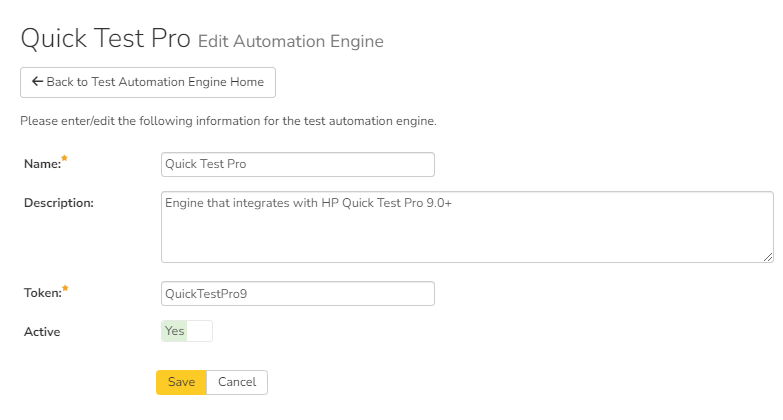 Quick Test Pro Edit Automation Engine
← Back to Test Automation Engine Home
Please enter/edit the following information for the test automation engine.
Name:* Quick Test Pro
Description: Engine that integrates with HP Quick Test Pro 9.0+
Token:* QuickTestPro9
Active Yes
Save Cancel